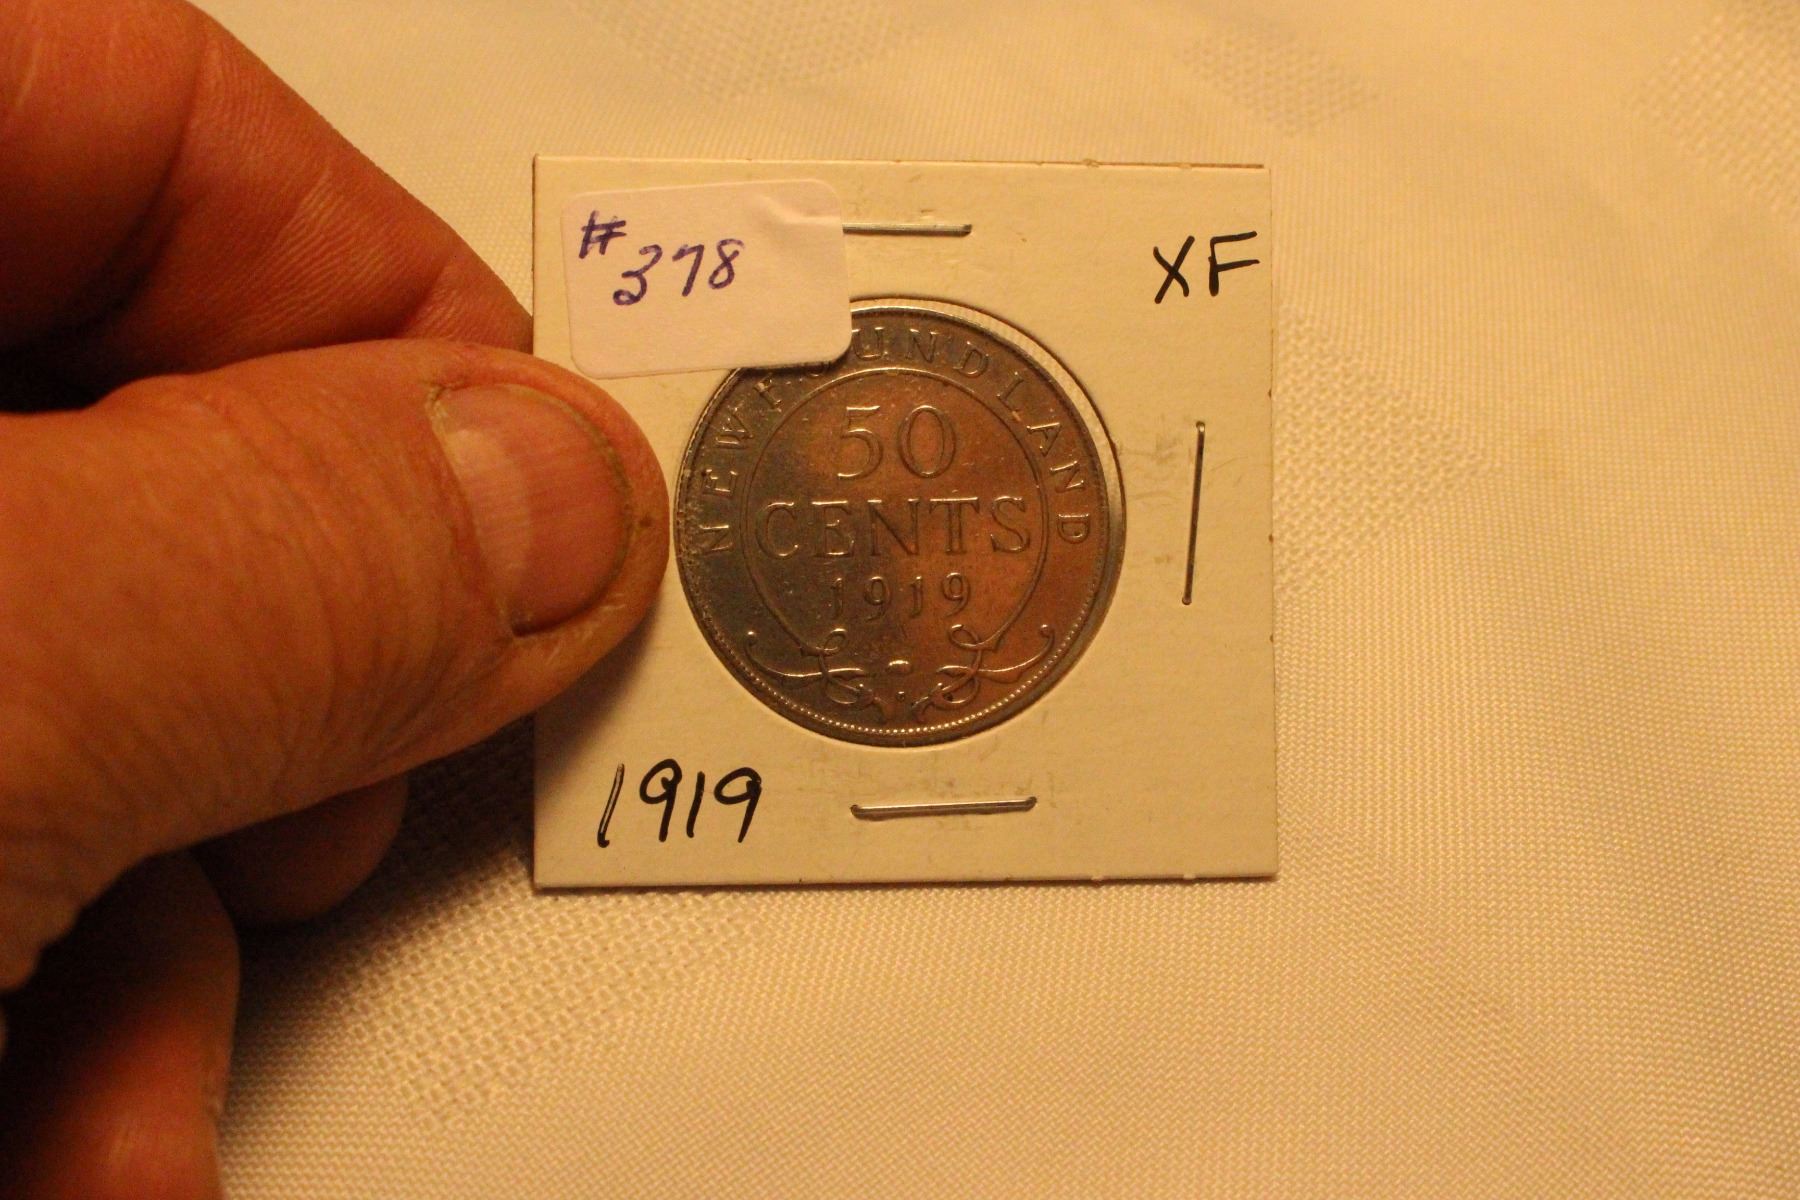 #378
XF
NEWFOUNDLAND
50
CENTS
1919
1919